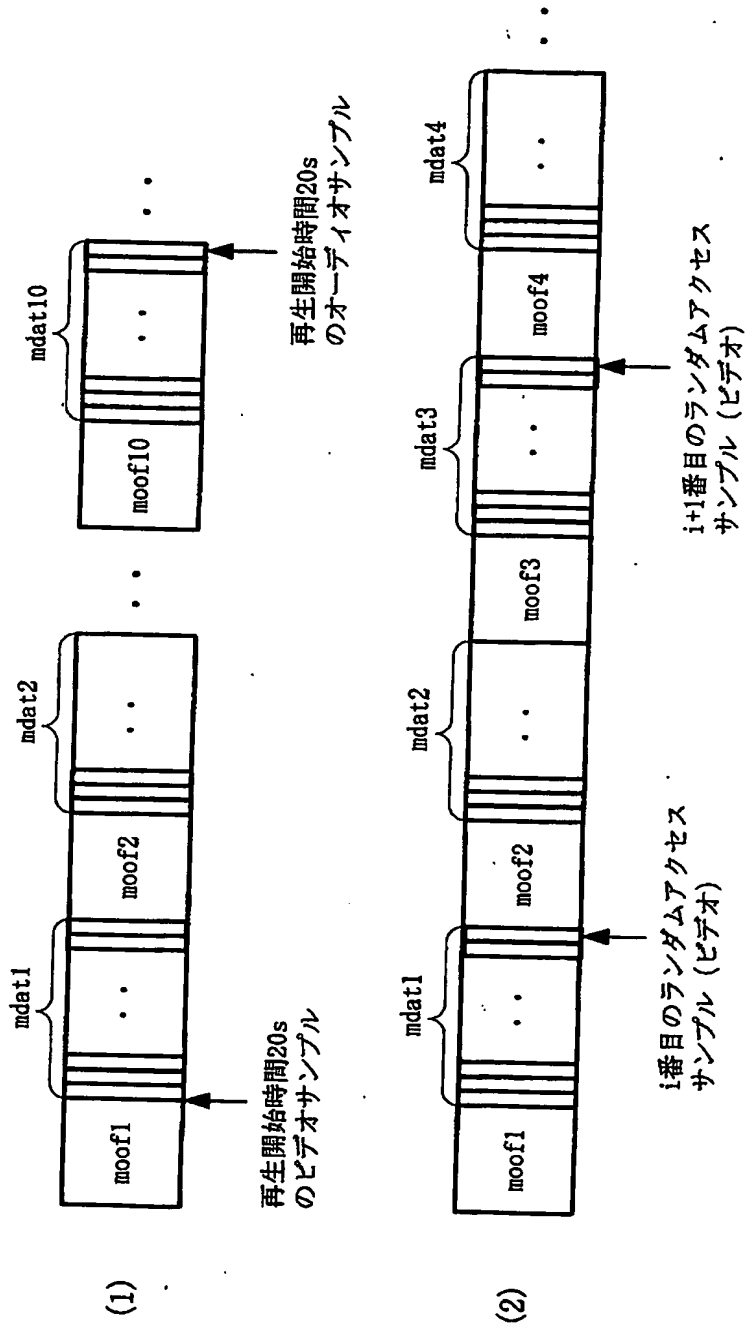 (1)
mdat1
mdat2
mdat10
moof1
moof2
moof10
再生開始時間20s
のビデオサンプル
再生開始時間20s
のオーディオサンプル
(2)
mdat1
mdat2
mdat3
mdat4
moof1
moof2
moof3
moof4
i番目のランダムアクセス
サンプル (ビデオ)
i+1番目のランダムアクセス
サンプル (ビデオ)